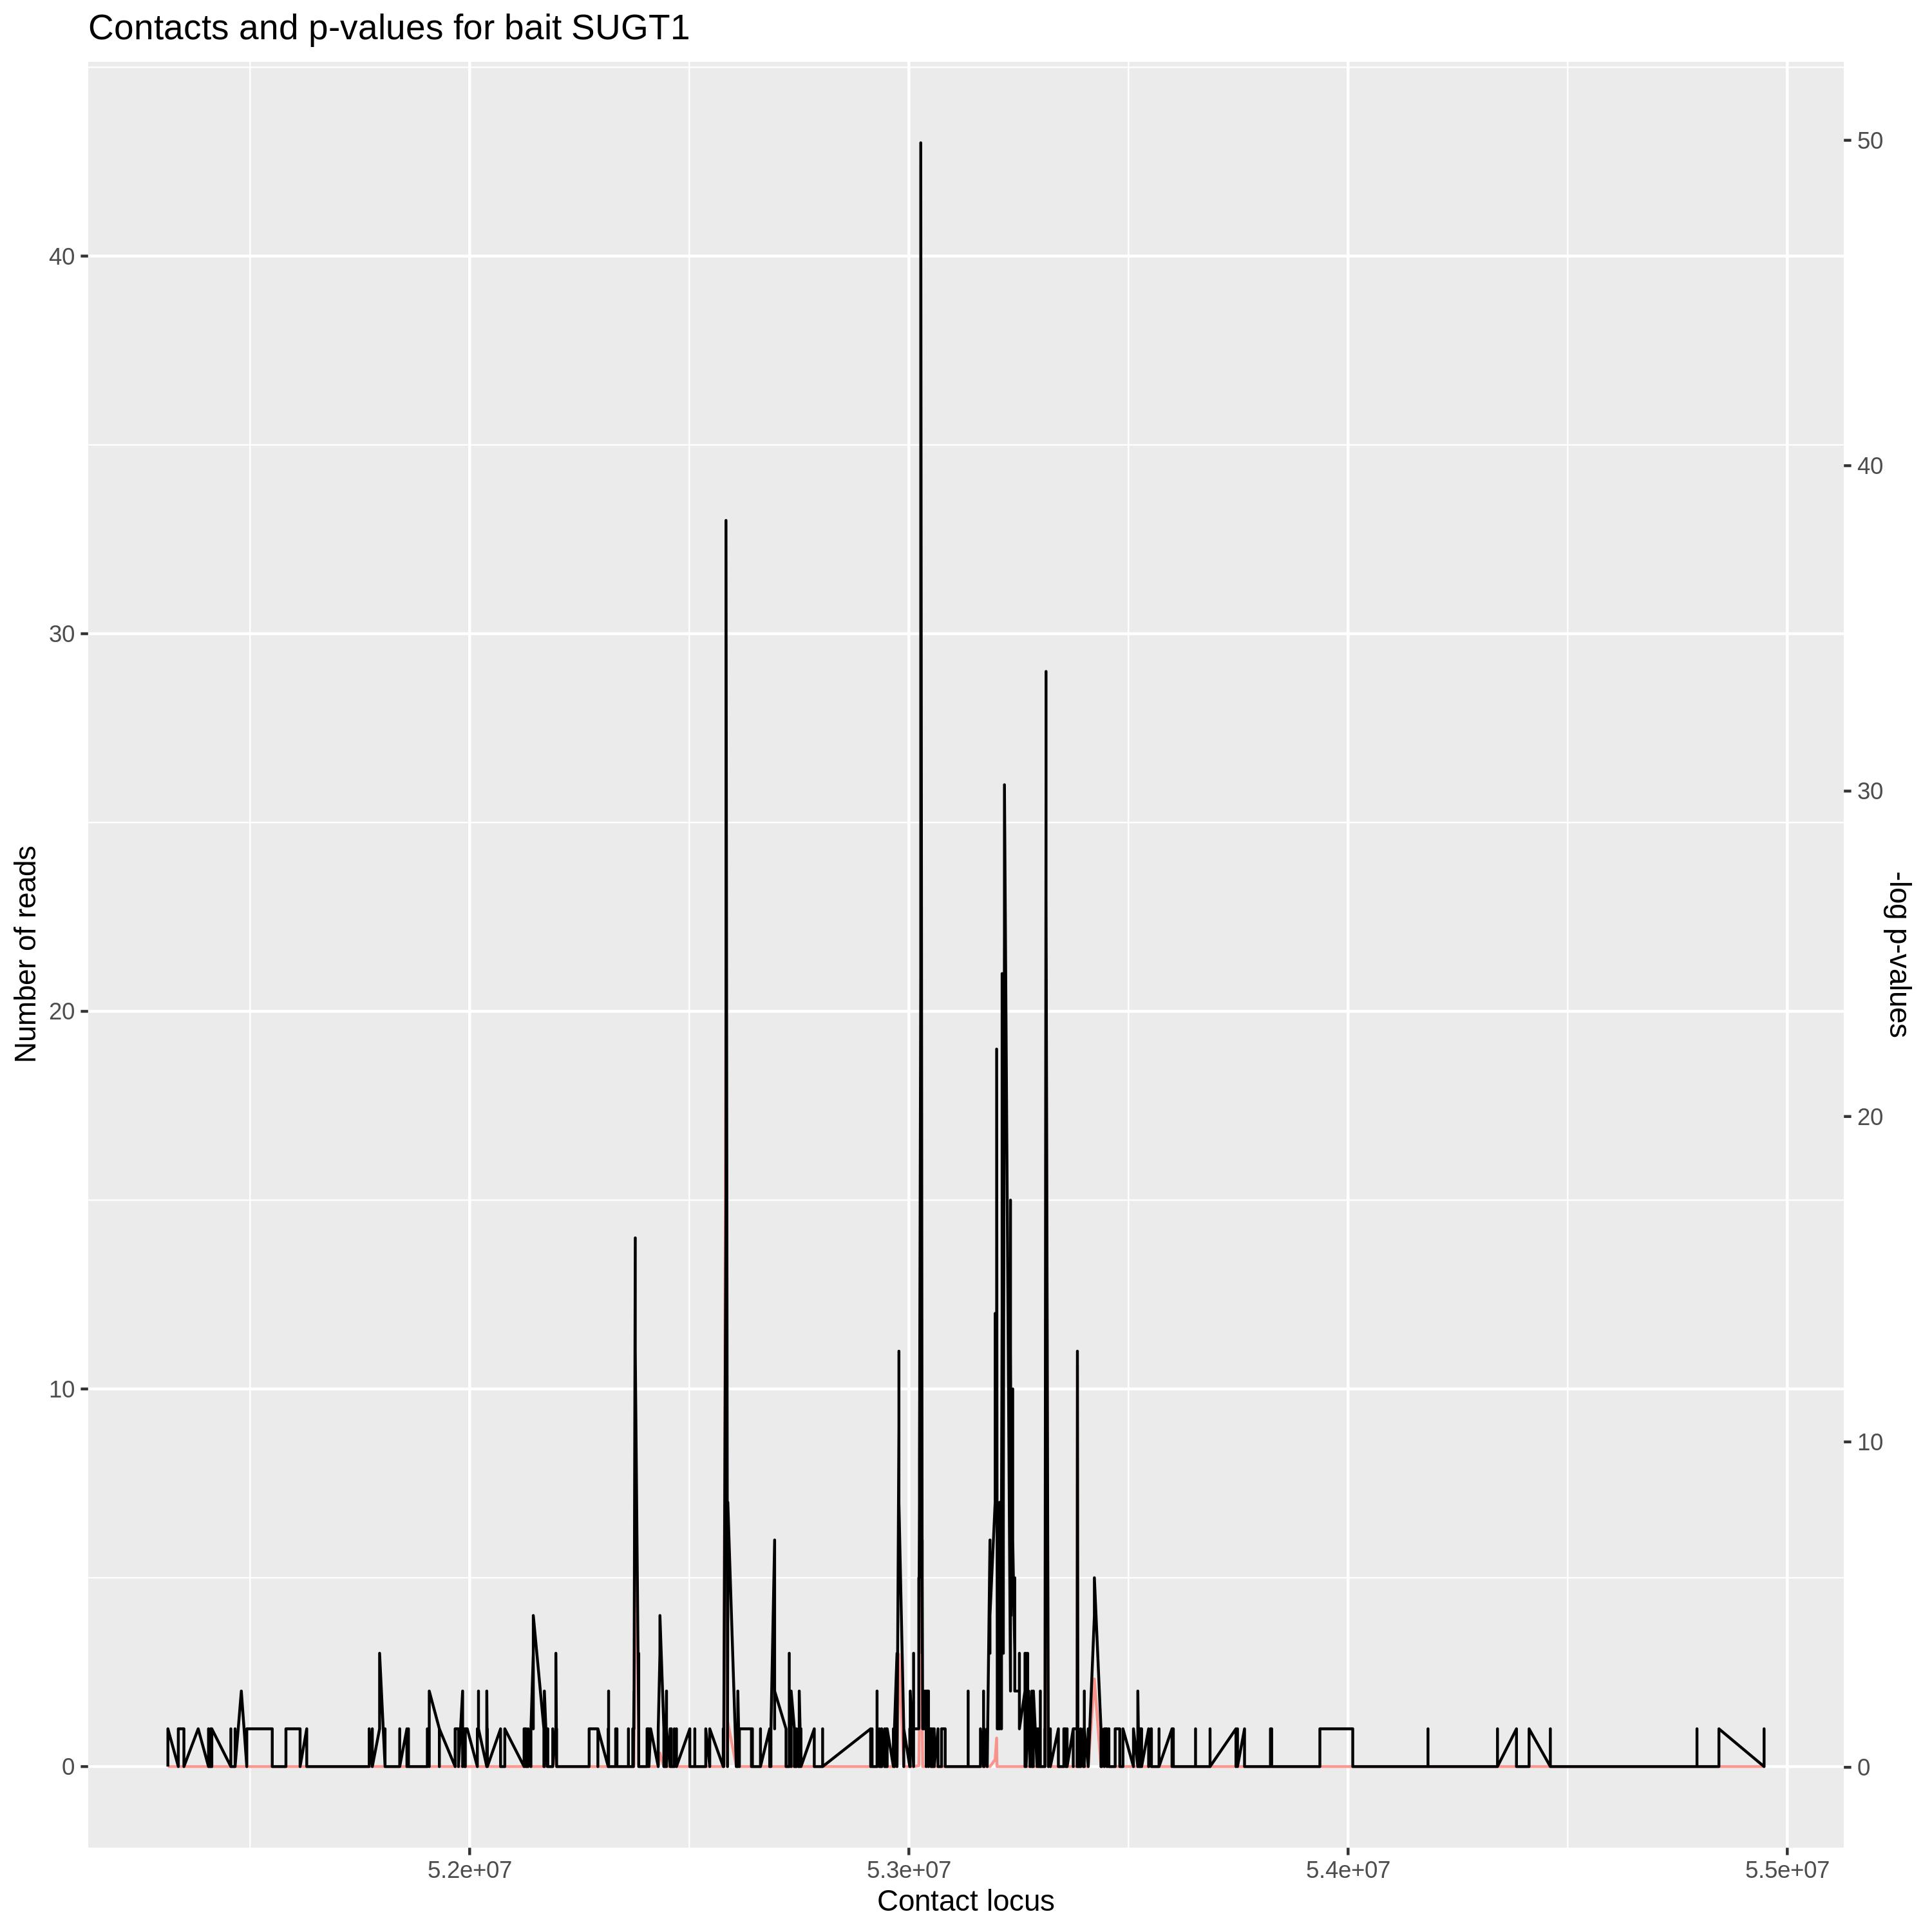 Contacts and p-values for bait SUGT1
50
40
40
30
30
20
20
10
10
0
0
Number of reads
-log p-values
5.2e+07 5.3e+07 5.4e+07 5.5e+07
Contact locus